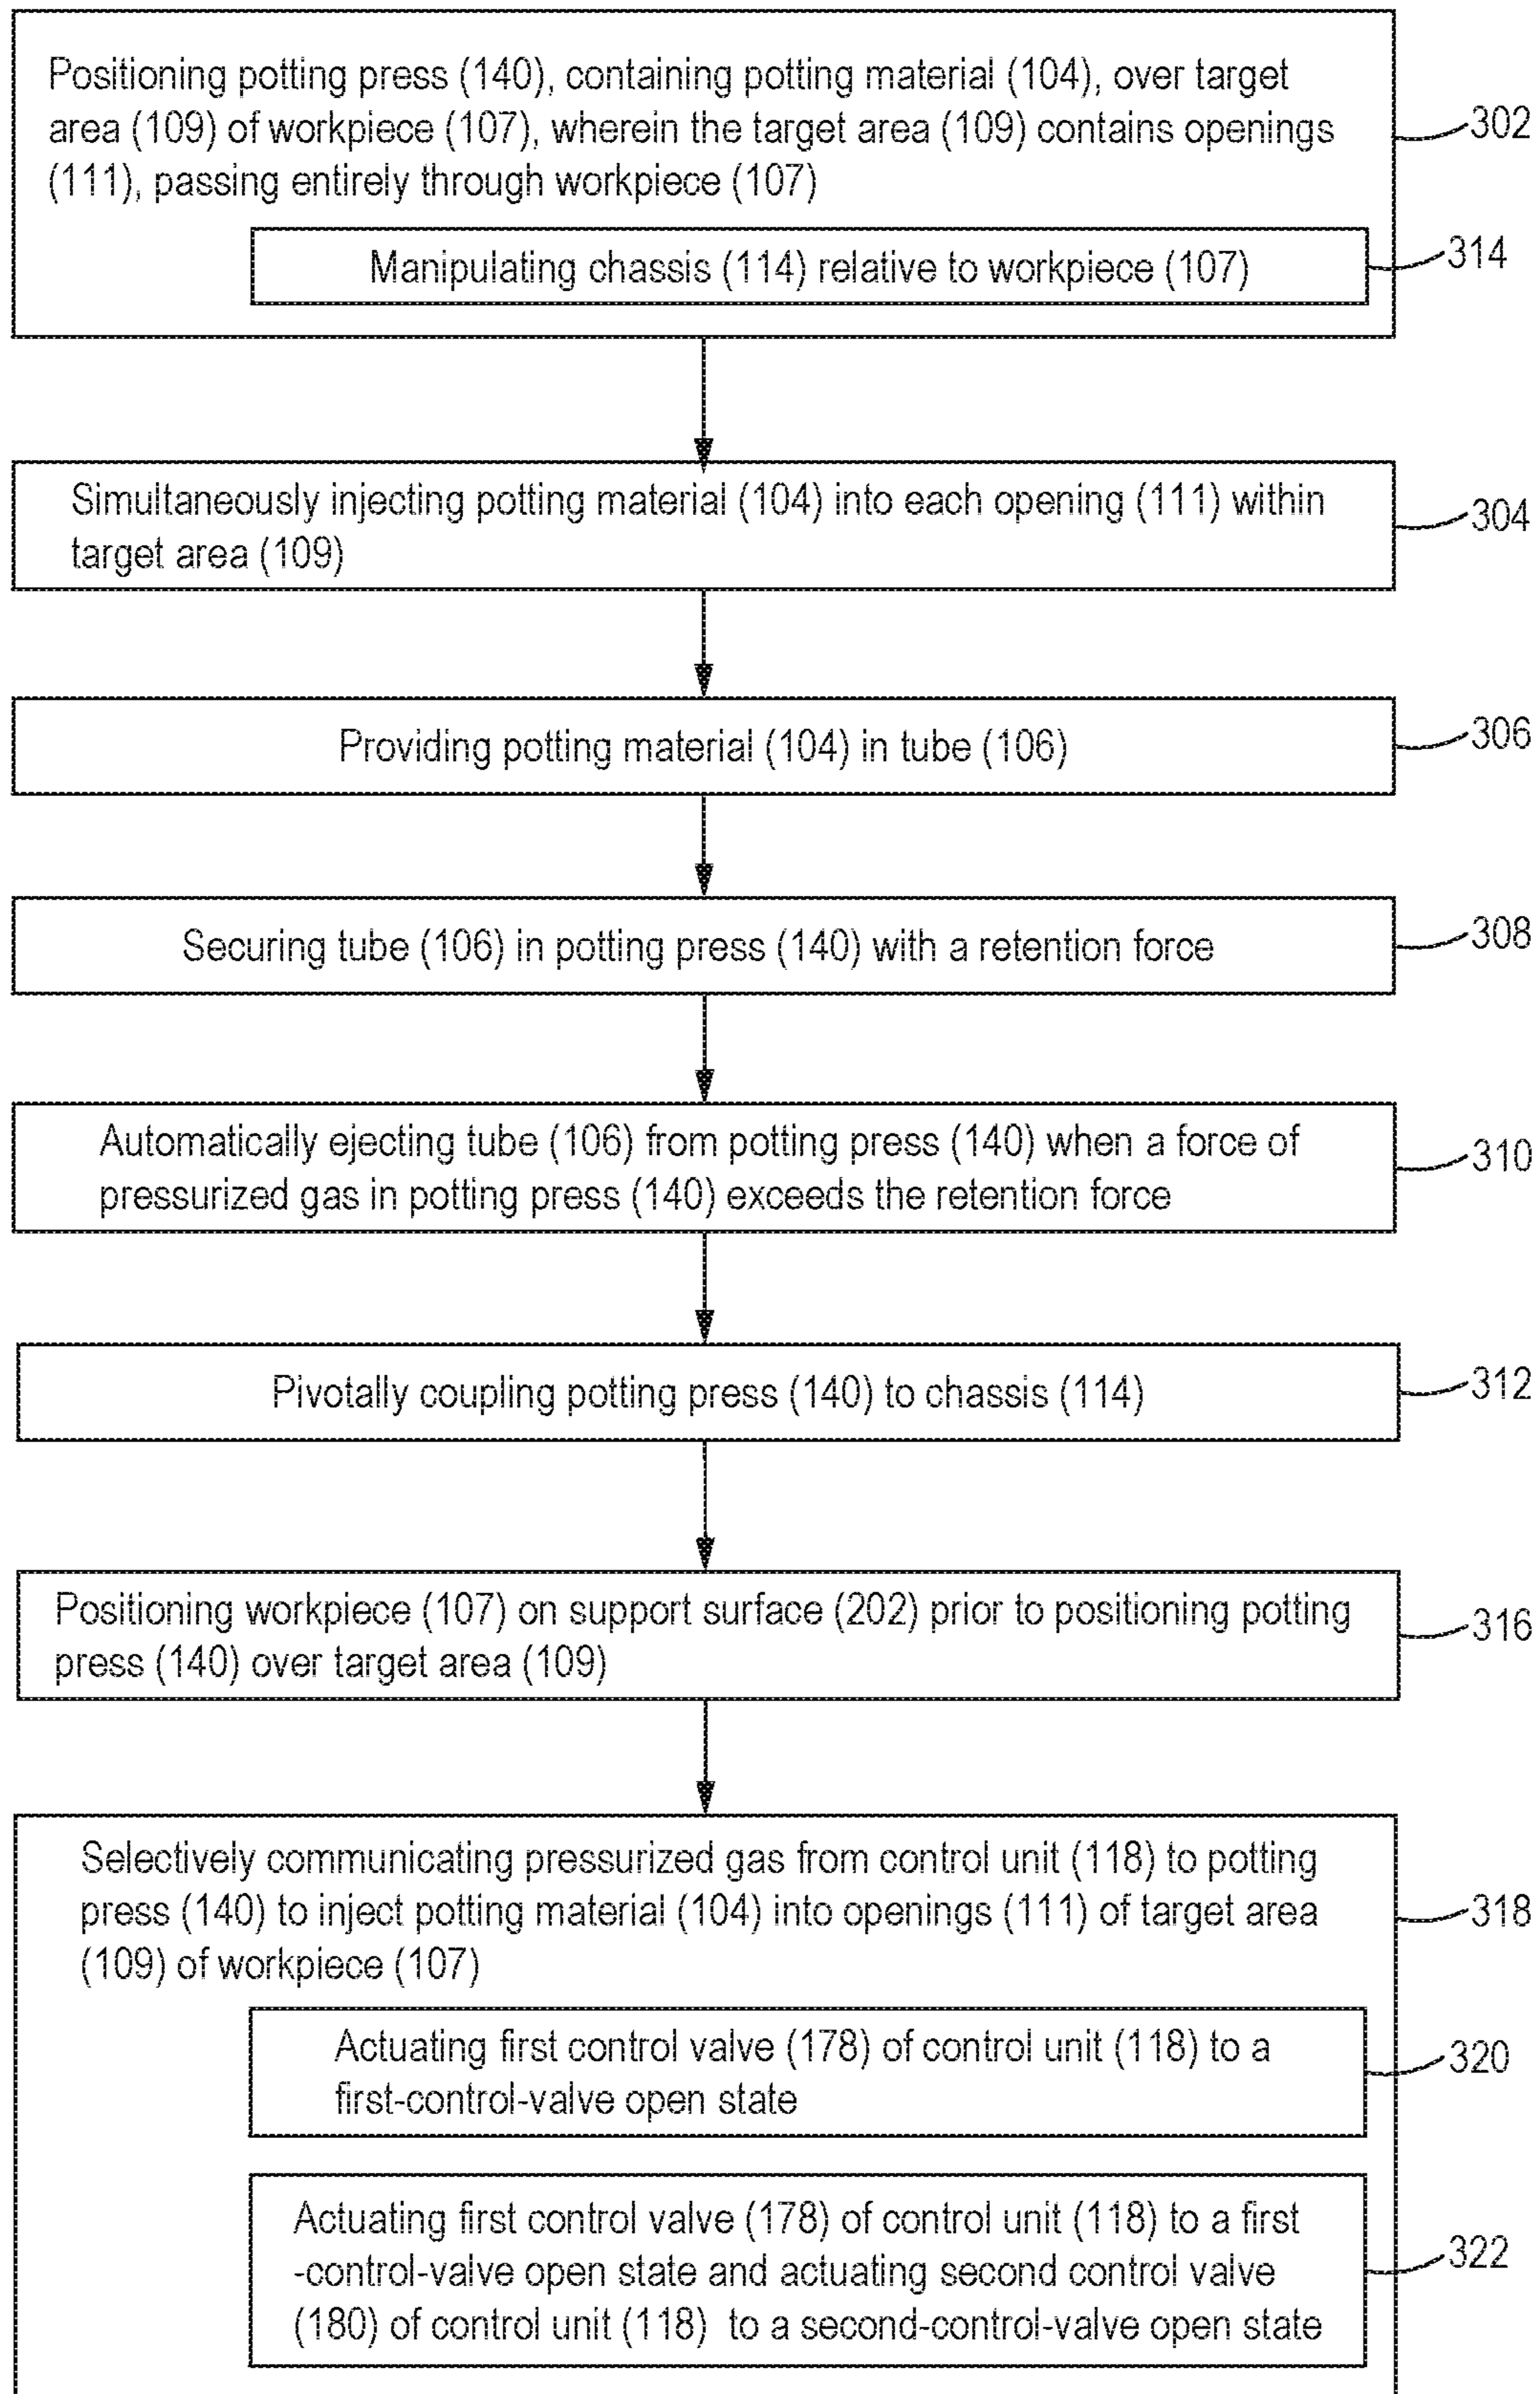 Positioning potting press (140), containing potting material (104), over target
area (109) of workpiece (107), wherein the target area (109) contains openings
(111), passing entirely through workpiece (107)
302
Manipulating chassis (114) relative to workpiece (107)
314
Simultaneously injecting potting material (104) into each opening (111) within
target area (109)
304
Providing potting material (104) in tube (106)
306
Securing tube (106) in potting press (140) with a retention force
308
Automatically ejecting tube (106) from potting press (140) when a force of
pressurized gas in potting press (140) exceeds the retention force
310
Pivotally coupling potting press (140) to chassis (114)
312
Positioning workpiece (107) on support surface (202) prior to positioning potting
press (140) over target area (109)
316
Selectively communicating pressurized gas from control unit (118) to potting
press (140) to inject potting material (104) into openings (111) of target area
(109) of workpiece (107)
318
Actuating first control valve (178) of control unit (118) to a
first-control-valve open state
320
Actuating first control valve (178) of control unit (118) to a first
-control-valve open state and actuating second control valve
(180) of control unit (118) to a second-control-valve open state
322